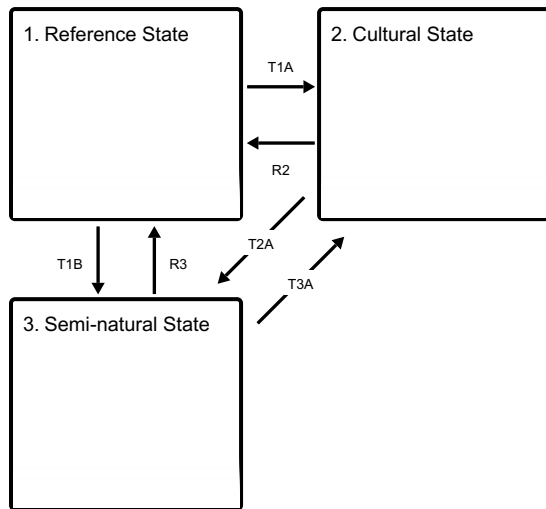 1. Reference State
2. Cultural State
T1A
R2
T2A
T1B
R3
T3A
3. Semi-natural State